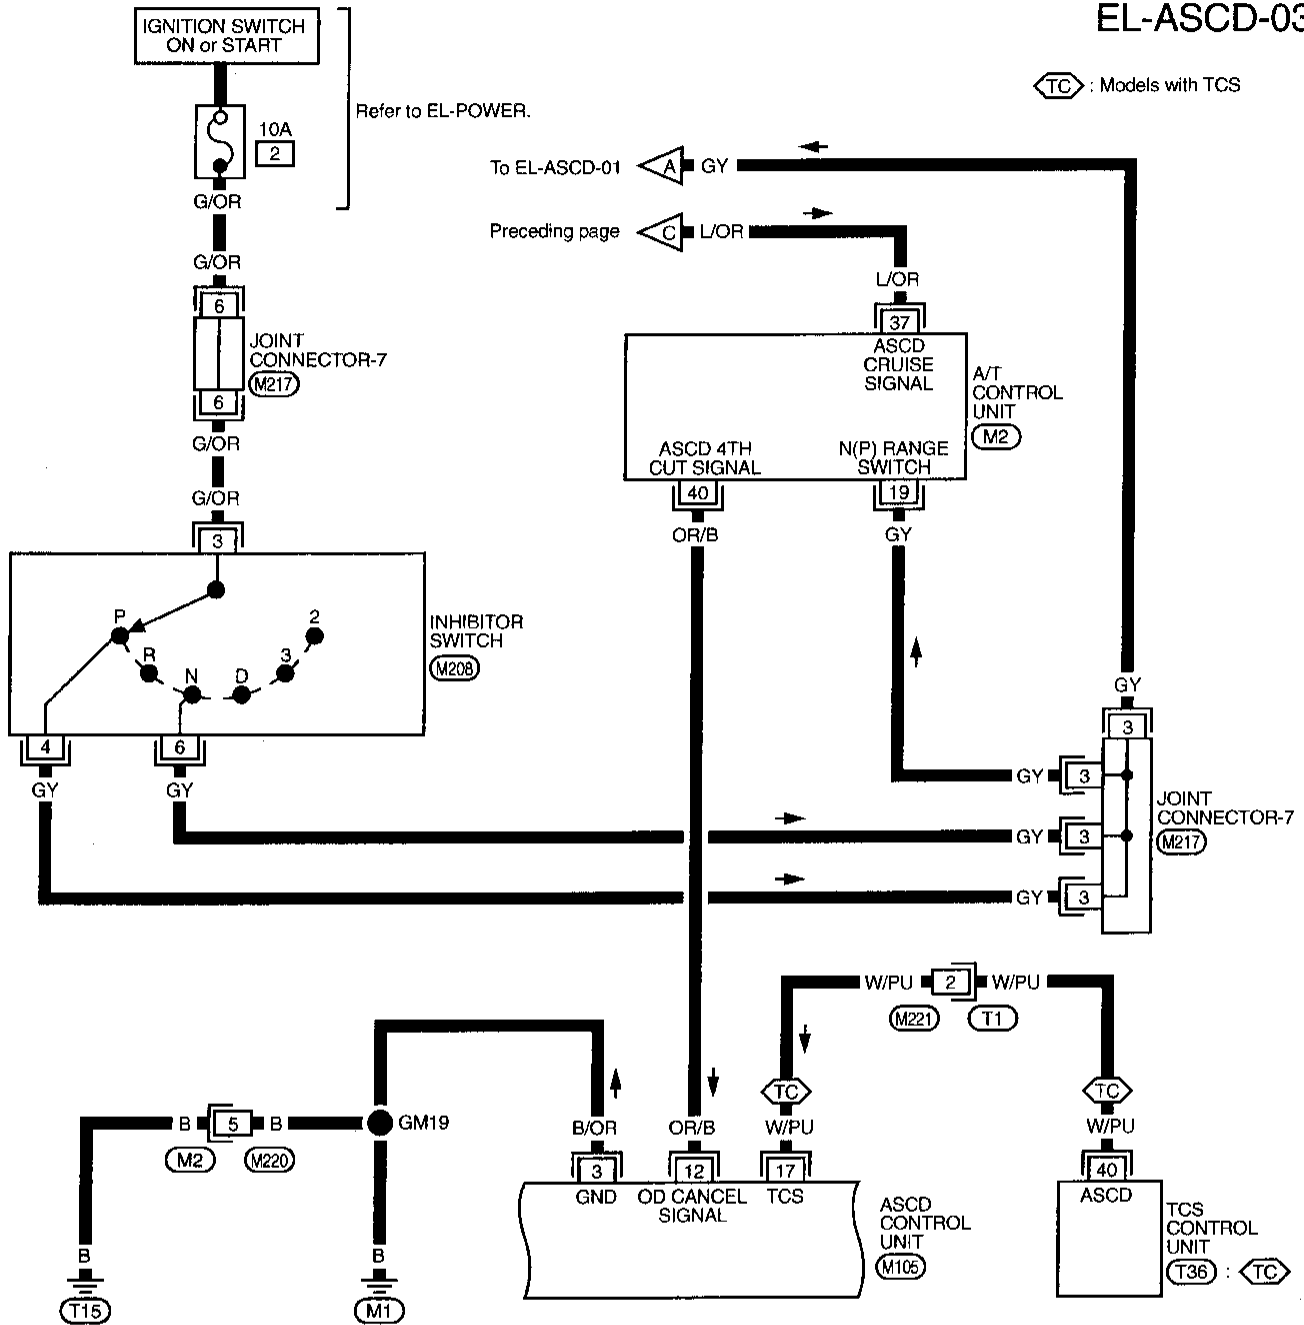 EL-ASCD-03
IGNITION SWITCH
ON or START
TC : Models with TCS
Refer to EL-POWER.
10A
2
G/OR
To EL-ASCD-01
A
GY
Preceding page
C
L/OR
G/OR
L/OR
6
37
JOINT
CONNECTOR-7
M217
6
ASCD
CRUISE
SIGNAL
A/T
CONTROL
UNIT
M2
G/OR
ASCD 4TH
CUT SIGNAL
N(P) RANGE
SWITCH
G/OR
40
19
3
OR/B
GY
P
R
N
D
3
2
INHIBITOR
SWITCH
M208
GY
3
4
6
GY
GY
GY
3
JOINT
CONNECTOR-7
M217
GY
3
GY
3
W/PU
2
W/PU
M221
T1
TC
TC
B
5
B
GM19
M2
M220
B/OR
OR/B
W/PU
W/PU
3
12
17
40
GND
OD CANCEL
SIGNAL
TCS
ASCD
ASCD
CONTROL
UNIT
M105
TCS
CONTROL
UNIT
T36 : TC
B
B
T15
M1